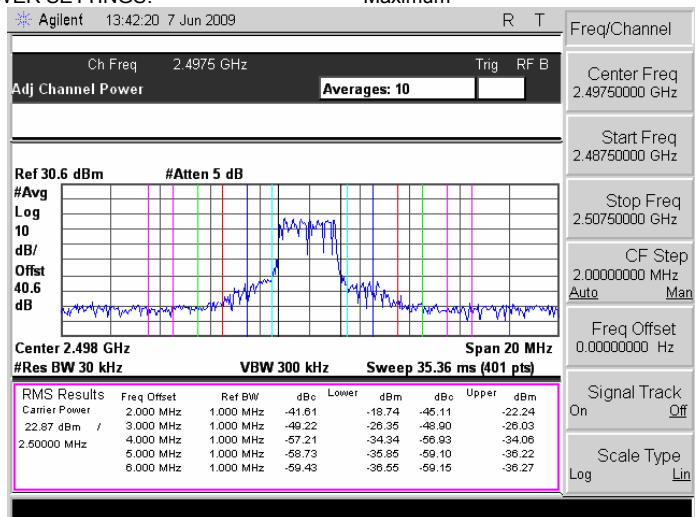 VER SETTINGS: Maximum
Agilent 13:42:20 7 Jun 2009 R T
Ch Freq 2.4975 GHz Trig RF B
Adj Channel Power Averages: 10
Ref 30.6 dBm #Atten 5 dB
#Avg
Log
10
dB/
Offst
40.6
dB
Center 2.498 GHz Span 20 MHz
#Res BW 30 kHz VBW 300 kHz Sweep 35.36 ms (401 pts)
RMS Results Freq Offset Ref BW dBc Lower dBm dBc Upper dBm
Carrier Power 2.000 MHz 1.000 MHz -41.61 -18.74 -45.11 -22.24
22.87 dBm / 3.000 MHz 1.000 MHz -49.22 -26.35 -48.90 -26.03
2.50000 MHz 4.000 MHz 1.000 MHz -57.21 -34.34 -56.93 -34.06
5.000 MHz 1.000 MHz -58.73 -35.85 -59.10 -36.22
6.000 MHz 1.000 MHz -59.43 -36.55 -59.15 -36.27
Freq/Channel
Center Freq
2.49750000 GHz
Start Freq
2.48750000 GHz
Stop Freq
2.50750000 GHz
CF Step
2.00000000 MHz
Auto Man
Freq Offset
0.00000000 Hz
Signal Track
On Off
Scale Type
Log Lin